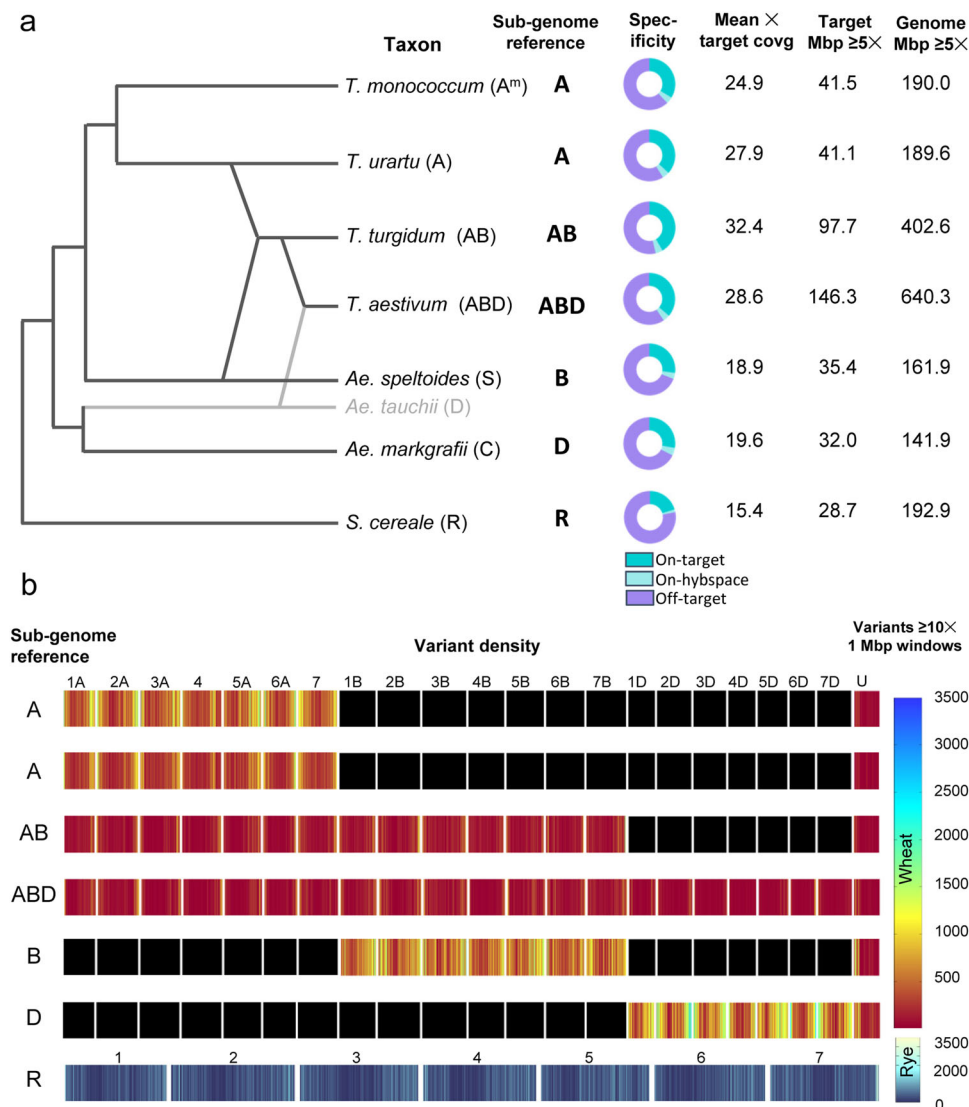 a
Taxon
Sub-genome
reference
Spec-
ificity
Mean ×
target covg
Target
Mbp ≥5×
Genome
Mbp ≥5×
T. monococcum (Aᵐ) A 24.9 41.5 190.0
T. urartu (A) A 27.9 41.1 189.6
T. turgidum (AB) AB 32.4 97.7 402.6
T. aestivum (ABD) ABD 28.6 146.3 640.3
Ae. speltoides (S) B 18.9 35.4 161.9
Ae. tauchii (D)
Ae. markgrafii (C) D 19.6 32.0 141.9
S. cereale (R) R 15.4 28.7 192.9
On-target
On-hybspace
Off-target
b
Sub-genome
reference
Variant density
Variants ≥10×
1 Mbp windows
1A 2A 3A 4 5A 6A 7 1B 2B 3B 4B 5B 6B 7B 1D 2D 3D 4D 5D 6D 7D U
A
A
AB
ABD
B
D
1 2 3 4 5 6 7
R
3500
3000
2500
2000
1500
1000
500
Wheat
3500
2000
0
Rye